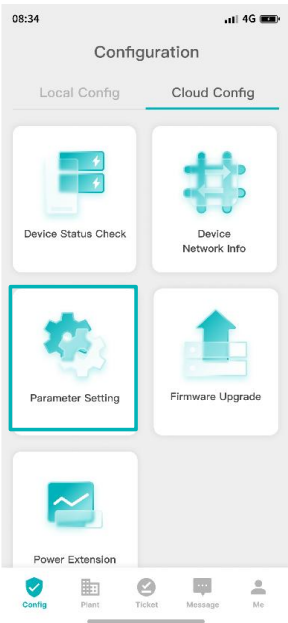 08:34 4G
Configuration
Local Config Cloud Config
Device Status Check
Device
Network Info
Parameter Setting
Firmware Upgrade
Power Extension
Config Plant Ticket Message Me